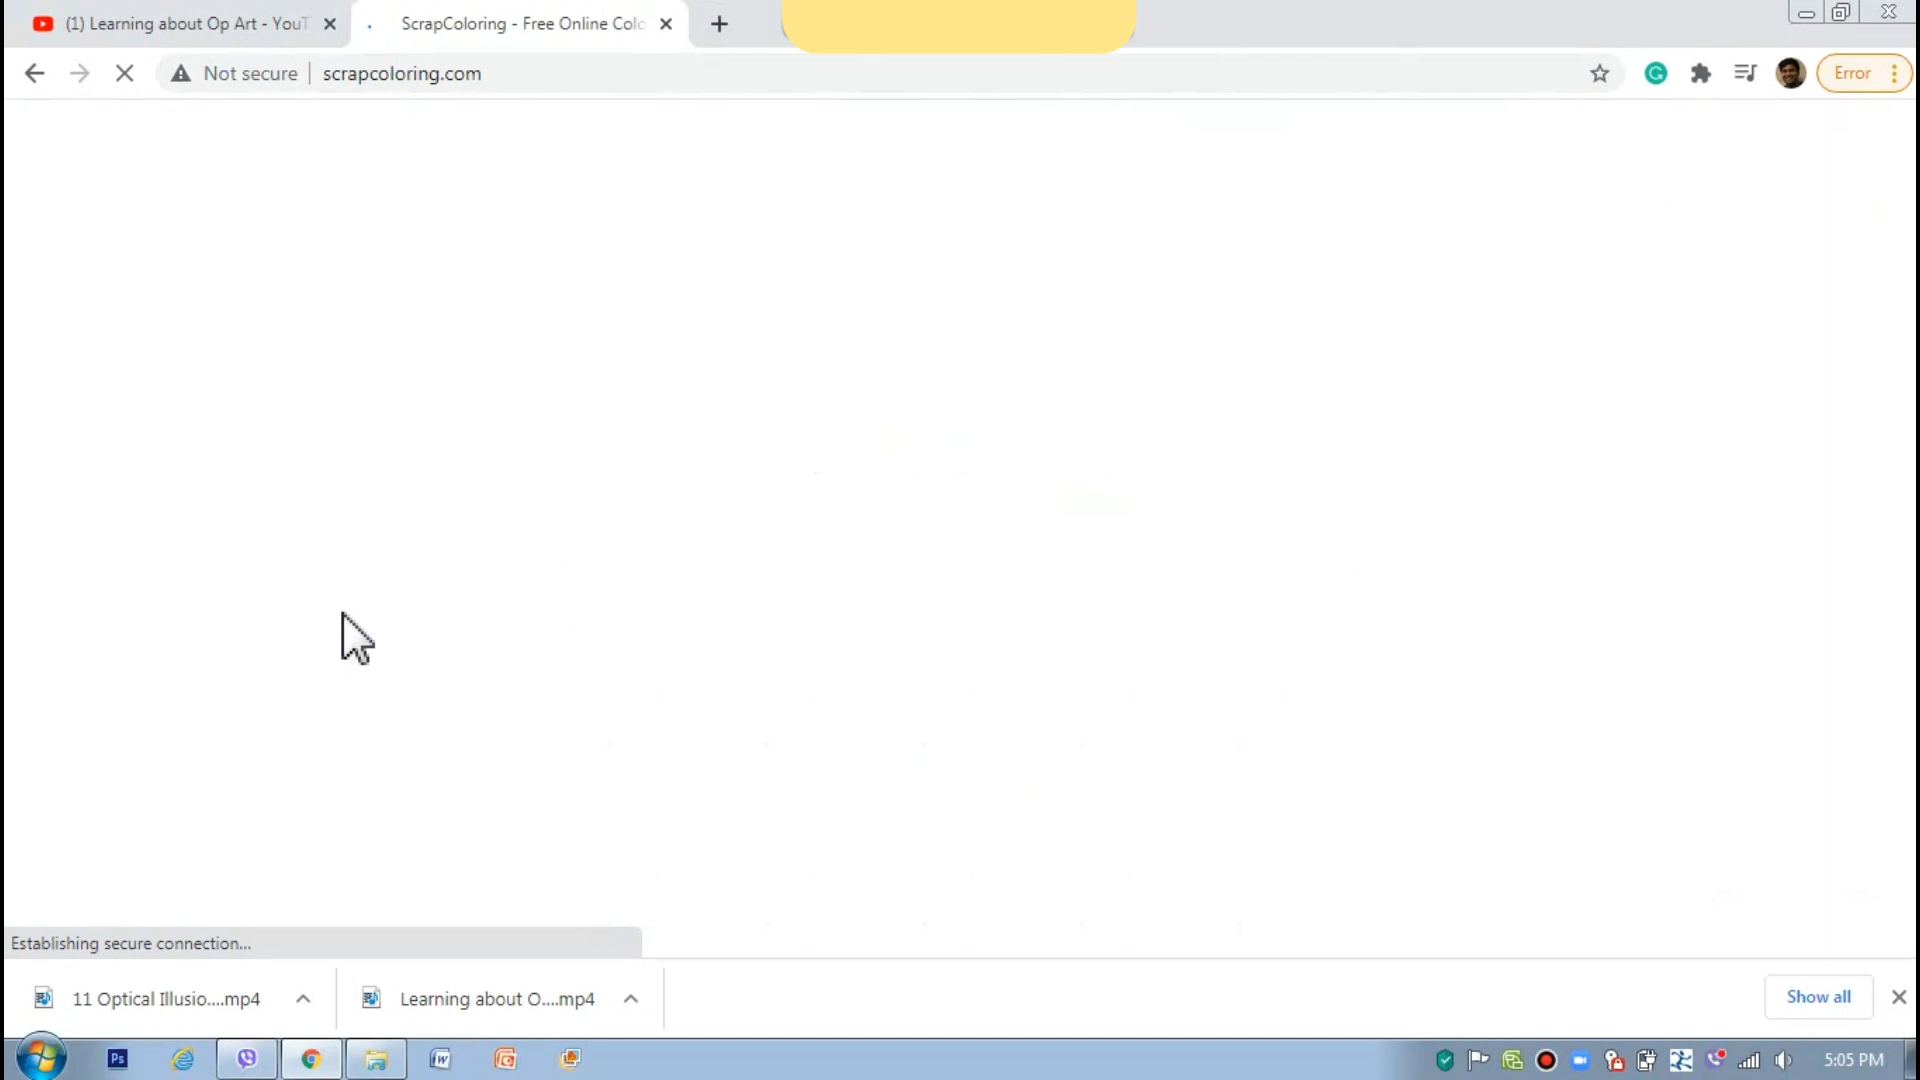 (1) Learning about Op Art - YouT
ScrapColoring - Free Online Colo
Not secure
scrapcoloring.com
Error
Establishing secure connection...
11 Optical Illusio....mp4
Learning about O....mp4
Show all
Ps
5:05 PM